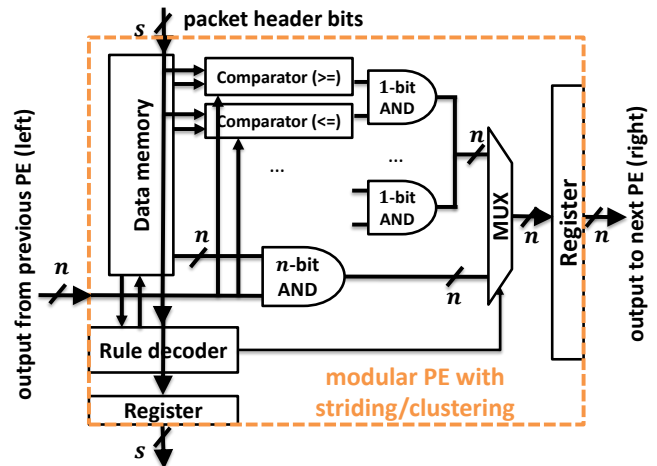 s
packet header bits
Comparator (>=)
1-bit
AND
Comparator (<=)
Data memory
...
...
n
1-bit
AND
MUX
n
Register
n
output to next PE (right)
output from previous PE (left)
n
n
n-bit
AND
n
Rule decoder
modular PE with
striding/clustering
Register
s